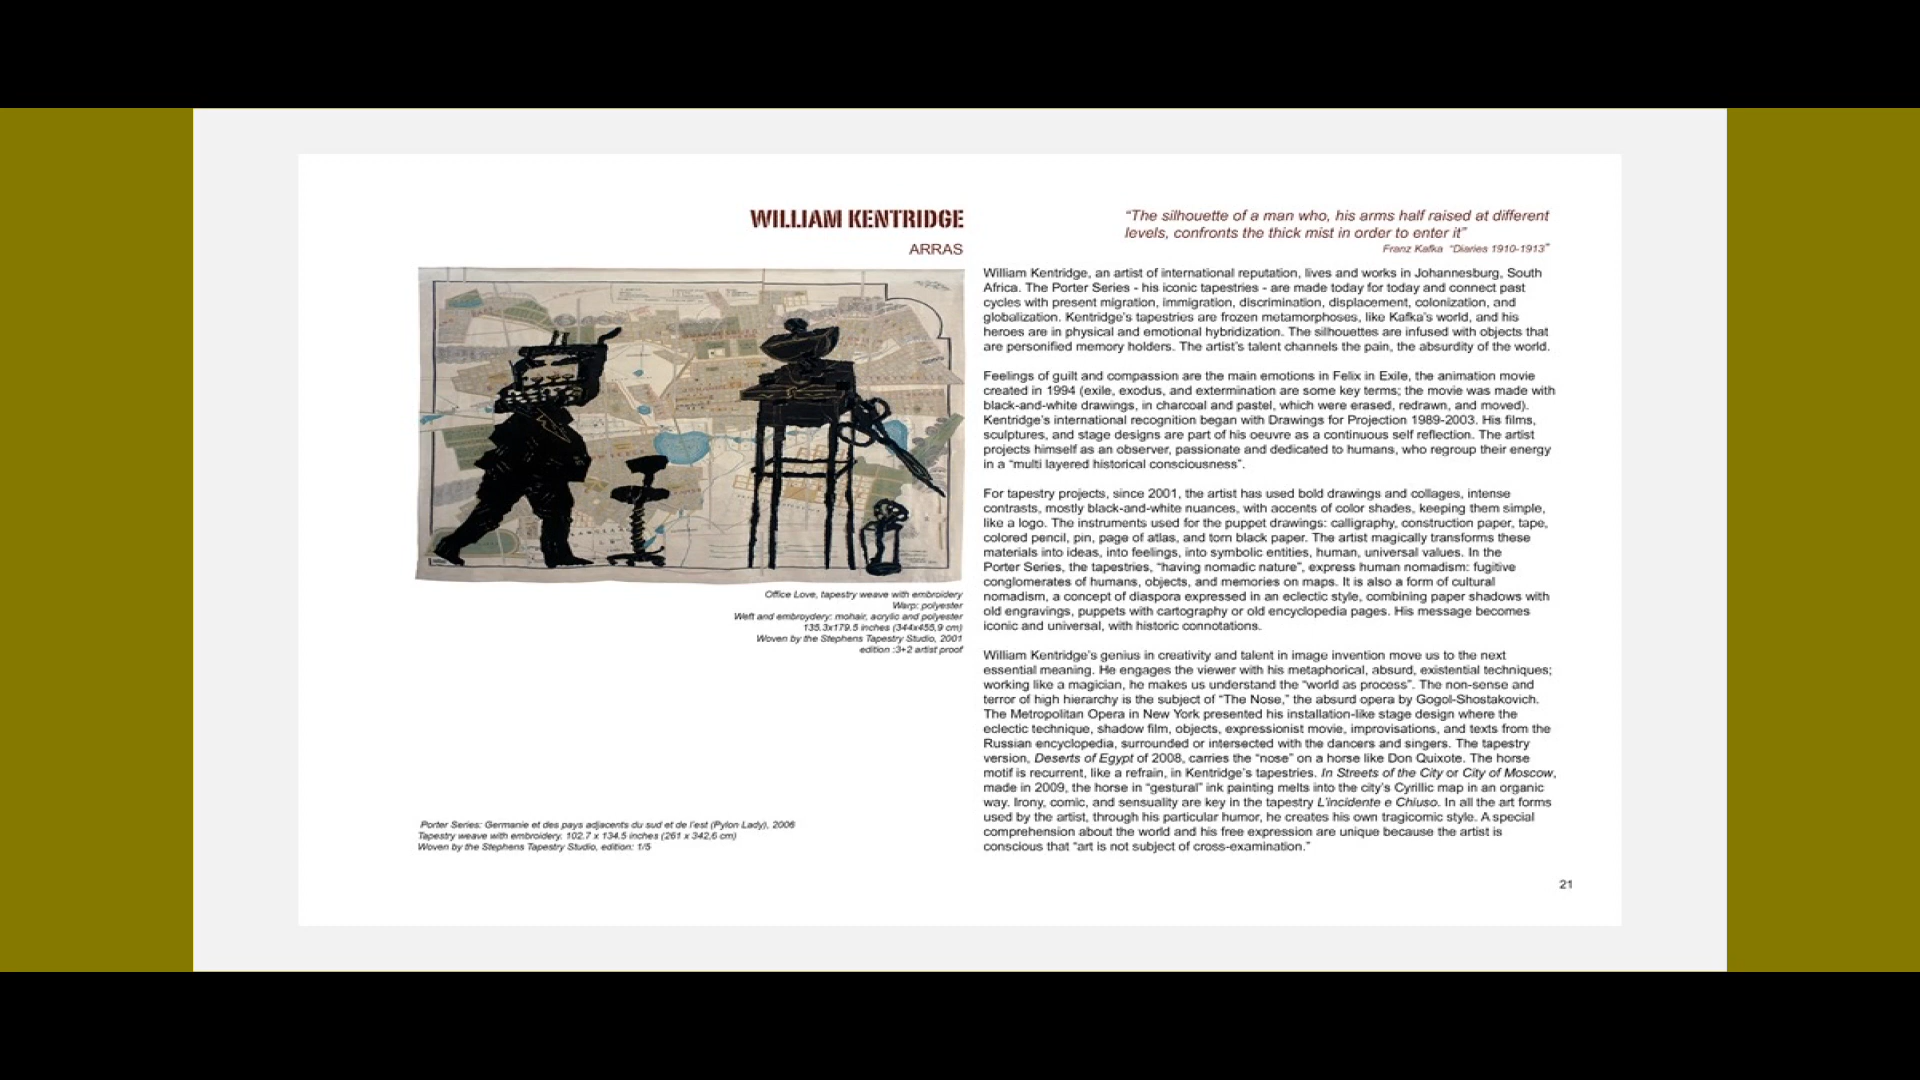 WILLIAM KENTRIDGE
ARRAS
Office Love, tapestry weave with embroidery
Warp: polyester
Weft and embroydery: mohair, acrylic and polyester
135.3x179.5 inches (344x455,9 cm)
Woven by the Stephens Tapestry Studio, 2001
edition :3+2 artist proof
Porter Series: Germanie et des pays adjacents du sud et de l'est (Pylon Lady), 2006
Tapestry weave with embroidery. 102.7 x 134.5 inches (261 x 342,6 cm)
Woven by the Stephens Tapestry Studio, edition: 1/5
“The silhouette of a man who, his arms half raised at different
levels, confronts the thick mist in order to enter it”
Franz Kafka “Diaries 1910-1913”
William Kentridge, an artist of international reputation, lives and works in Johannesburg, South
Africa. The Porter Series - his iconic tapestries - are made today for today and connect past
cycles with present migration, immigration, discrimination, displacement, colonization, and
globalization. Kentridge’s tapestries are frozen metamorphoses, like Kafka’s world, and his
heroes are in physical and emotional hybridization. The silhouettes are infused with objects that
are personified memory holders. The artist’s talent channels the pain, the absurdity of the world.
Feelings of guilt and compassion are the main emotions in Felix in Exile, the animation movie
created in 1994 (exile, exodus, and extermination are some key terms; the movie was made with
black-and-white drawings, in charcoal and pastel, which were erased, redrawn, and moved).
Kentridge’s international recognition began with Drawings for Projection 1989-2003. His films,
sculptures, and stage designs are part of his oeuvre as a continuous self reflection. The artist
projects himself as an observer, passionate and dedicated to humans, who regroup their energy
in a “multi layered historical consciousness”.
For tapestry projects, since 2001, the artist has used bold drawings and collages, intense
contrasts, mostly black-and-white nuances, with accents of color shades, keeping them simple,
like a logo. The instruments used for the puppet drawings: calligraphy, construction paper, tape,
colored pencil, pin, page of atlas, and torn black paper. The artist magically transforms these
materials into ideas, into feelings, into symbolic entities, human, universal values. In the
Porter Series, the tapestries, “having nomadic nature”, express human nomadism: fugitive
conglomerates of humans, objects, and memories on maps. It is also a form of cultural
nomadism, a concept of diaspora expressed in an eclectic style, combining paper shadows with
old engravings, puppets with cartography or old encyclopedia pages. His message becomes
iconic and universal, with historic connotations.
William Kentridge’s genius in creativity and talent in image invention move us to the next
essential meaning. He engages the viewer with his metaphorical, absurd, existential techniques;
working like a magician, he makes us understand the “world as process”. The non-sense and
terror of high hierarchy is the subject of “The Nose,” the absurd opera by Gogol-Shostakovich.
The Metropolitan Opera in New York presented his installation-like stage design where the
eclectic technique, shadow film, objects, expressionist movie, improvisations, and texts from the
Russian encyclopedia, surrounded or intersected with the dancers and singers. The tapestry
version, Deserts of Egypt of 2008, carries the “nose” on a horse like Don Quixote. The horse
motif is recurrent, like a refrain, in Kentridge’s tapestries. In Streets of the City or City of Moscow,
made in 2009, the horse in “gestural” ink painting melts into the city’s Cyrillic map in an organic
way. Irony, comic, and sensuality are key in the tapestry L’incidente e Chiuso. In all the art forms
used by the artist, through his particular humor, he creates his own tragicomic style. A special
comprehension about the world and his free expression are unique because the artist is
conscious that “art is not subject of cross-examination.”
21